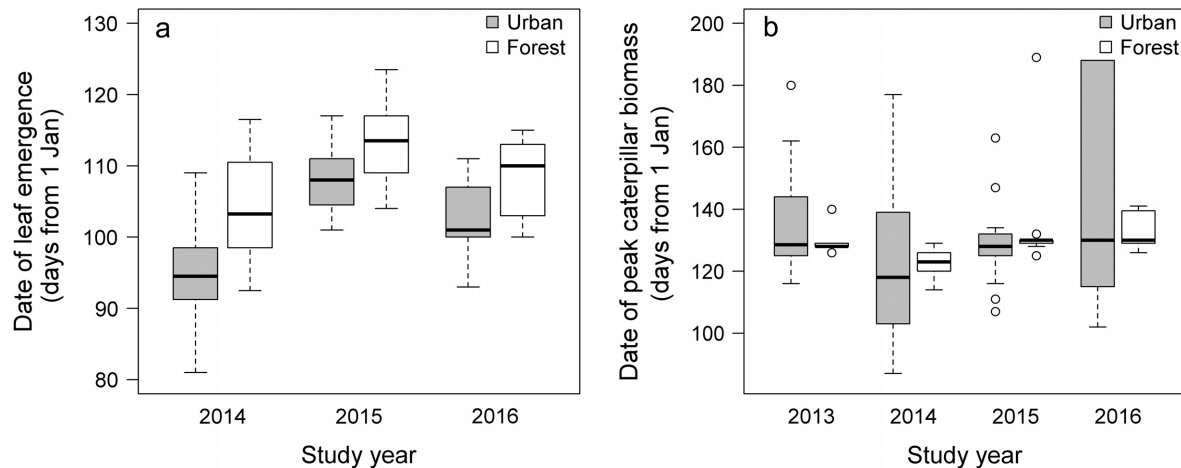 a
Urban
Forest
130
120
110
100
90
80
Date of leaf emergence
(days from 1 Jan)
2014
2015
2016
Study year
b
Urban
Forest
200
180
160
140
120
100
Date of peak caterpillar biomass
(days from 1 Jan)
2013
2014
2015
2016
Study year